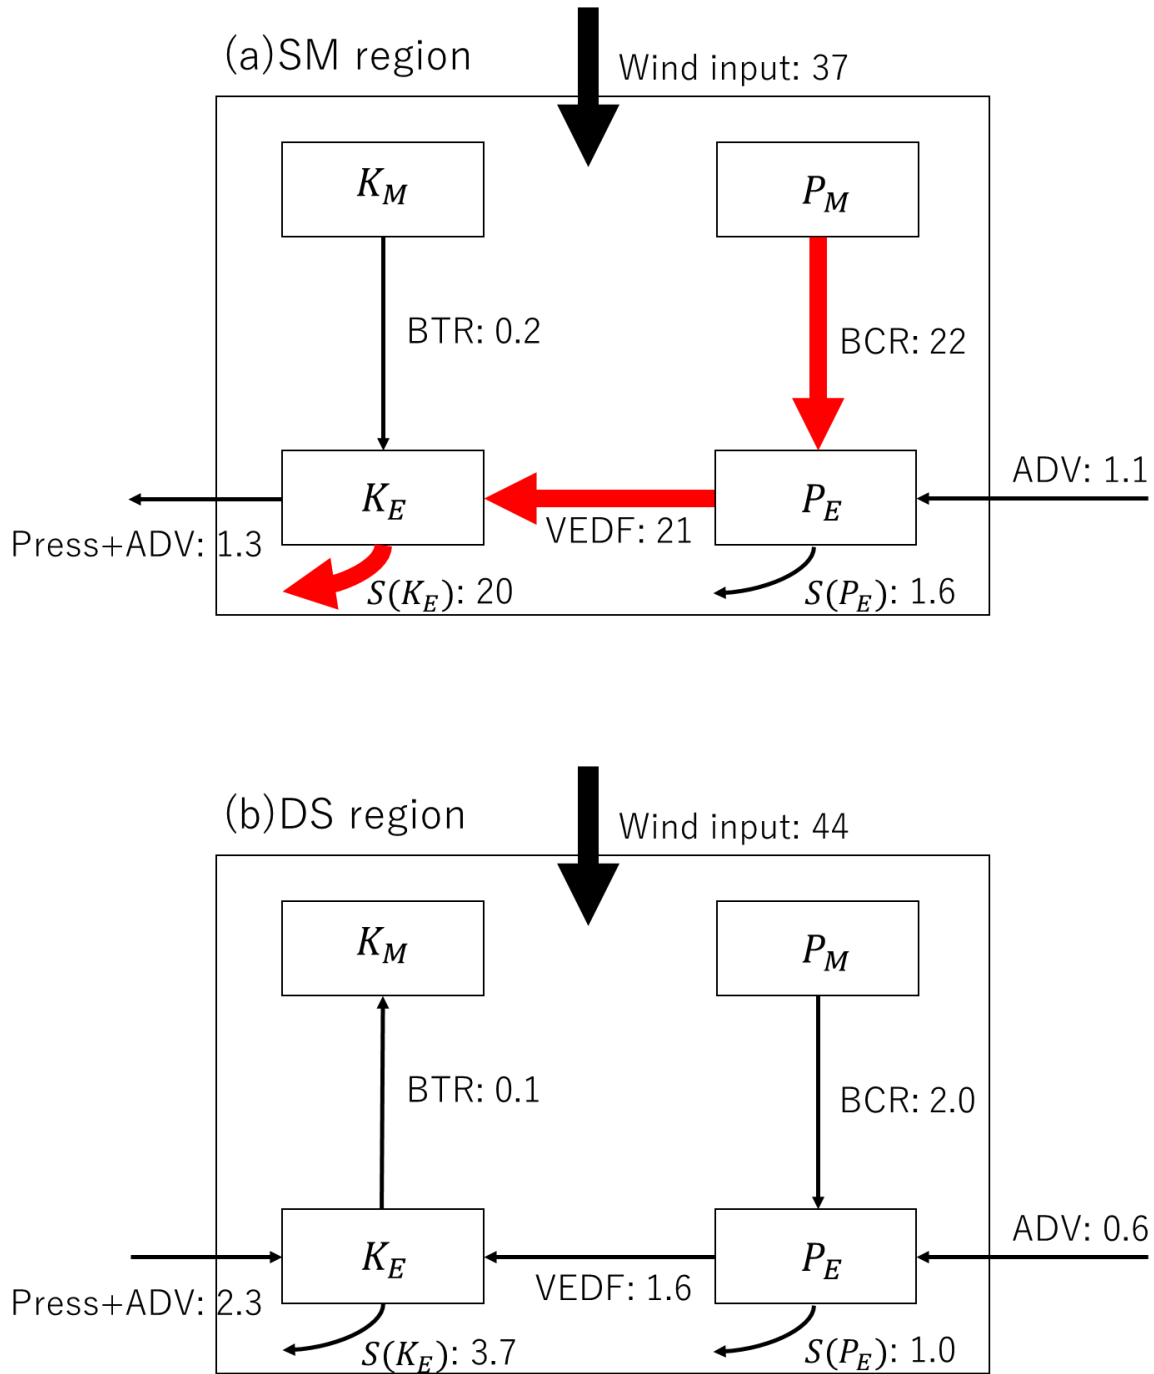 (a)SM region
Wind input: 37
K_M
P_M
BTR: 0.2
BCR: 22
ADV: 1.1
K_E
P_E
VEDF: 21
Press+ADV: 1.3
S(K_E): 20
S(P_E): 1.6
(b)DS region
Wind input: 44
K_M
P_M
BTR: 0.1
BCR: 2.0
ADV: 0.6
K_E
P_E
VEDF: 1.6
Press+ADV: 2.3
S(K_E): 3.7
S(P_E): 1.0